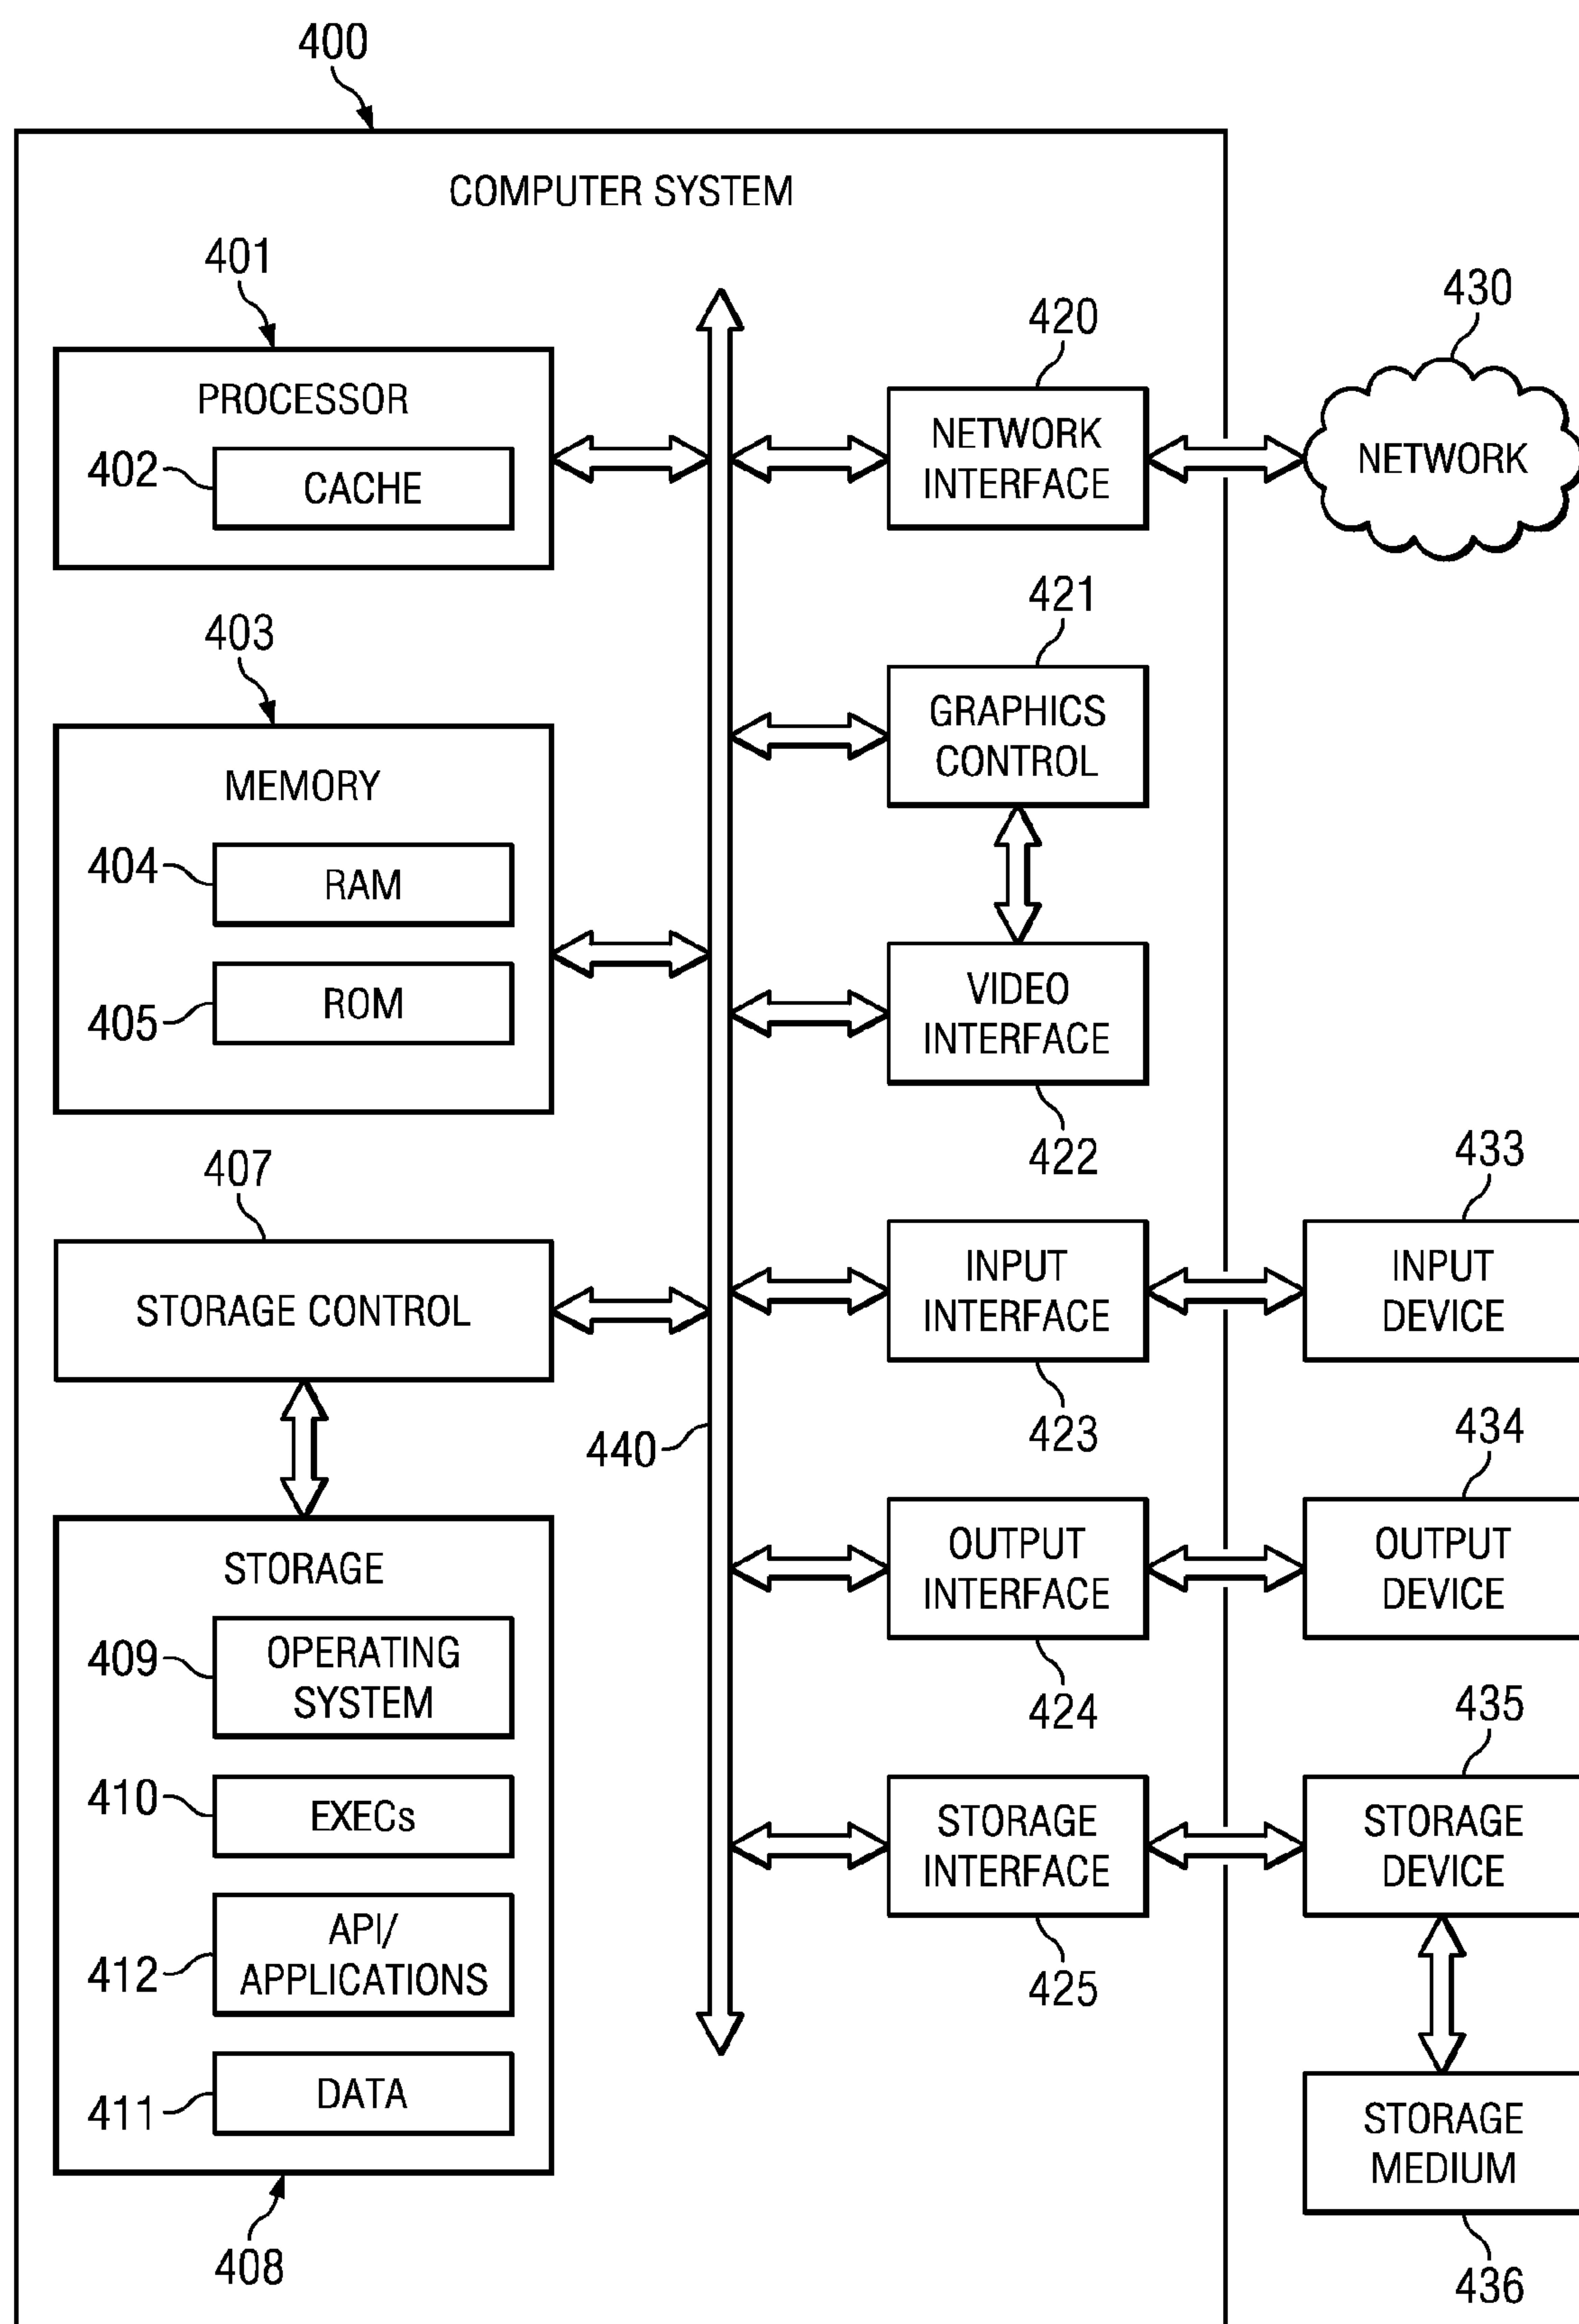 400
COMPUTER SYSTEM
401
PROCESSOR
402
CACHE
403
MEMORY
404
RAM
405
ROM
407
STORAGE CONTROL
STORAGE
409
OPERATING
SYSTEM
410
EXECs
412
API/
APPLICATIONS
411
DATA
408
440
420
NETWORK
INTERFACE
430
NETWORK
421
GRAPHICS
CONTROL
VIDEO
INTERFACE
422
INPUT
INTERFACE
423
433
INPUT
DEVICE
OUTPUT
INTERFACE
424
434
OUTPUT
DEVICE
STORAGE
INTERFACE
425
435
STORAGE
DEVICE
STORAGE
MEDIUM
436